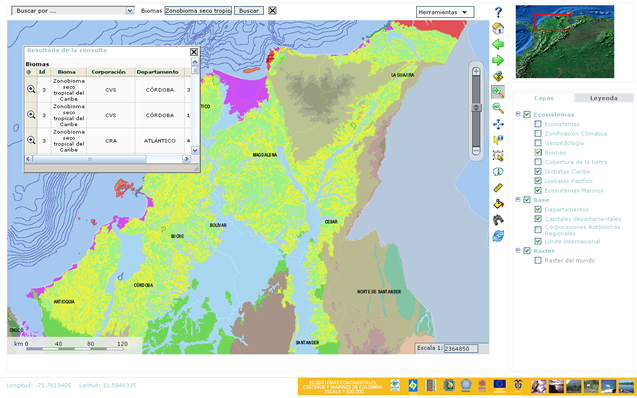 Buscar por ... Biomas Zonobioma seco tropic Buscar Herramientas
Resultado de la consulta
Biomas
Id Bioma Corporación Departamento
3 Zonobioma seco tropical del Caribe CVS CÓRDOBA 3
3 Zonobioma seco tropical del Caribe CVS CÓRDOBA 1
3 Zonobioma seco tropical del Caribe CRA ATLÁNTICO 4
LA GUAJIRA
MAGDALENA
CESAR
BOLÍVAR
SUCRE
CÓRDOBA
ANTIOQUIA
NORTE DE SANTANDER
SANTANDER
km 0 40 80 120
Escala 1: 2364850
Capas Leyenda
Ecosistemas
Ecosistemas
Zonificación Climática
Geopedología
Biomas
Cobertura de la tierra
Isobatas Caribe
Isobatas Pacífico
Ecosistemas Marinos
Base
Departamentos
Capitales departamentales
Corporaciones Autónomas
Regionales
Límite internacional
Raster
Raster del mundo
Longitud: -71.7819405 Latitud: 11.5846335
ECOSISTEMAS CONTINENTALES,
COSTEROS Y MARINOS DE COLOMBIA
ESCALA 1:500.000